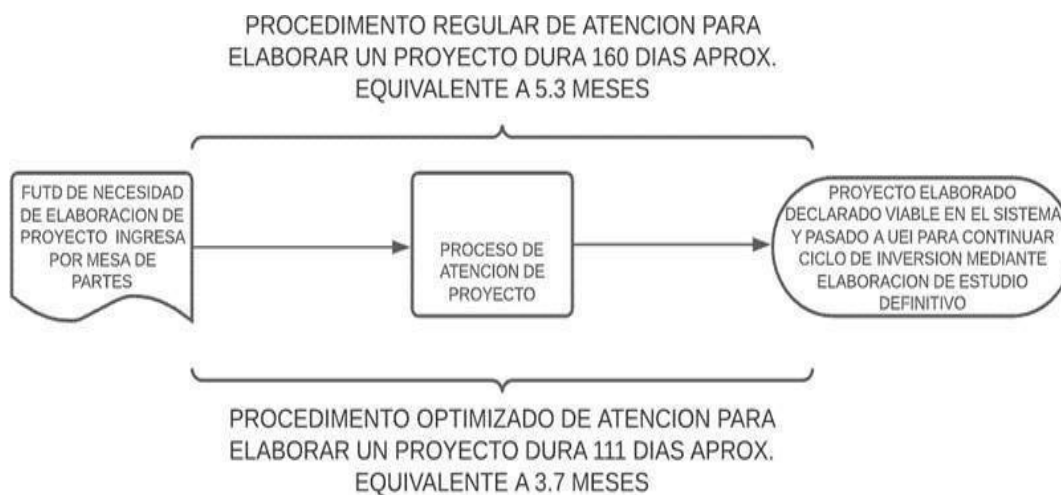 PROCEDIMENTO REGULAR DE ATENCION PARA
ELABORAR UN PROYECTO DURA 160 DIAS APROX.
EQUIVALENTE A 5.3 MESES
FUTD DE NECESIDAD
DE ELABORACION DE
PROYECTO INGRESA
POR MESA DE
PARTES
PROCESO DE
ATENCION DE
PROYECTO
PROYECTO ELABORADO
DECLARADO VIABLE EN EL SISTEMA
Y PASADO A UEI PARA CONTINUAR
CICLO DE INVERSION MEDIANTE
ELABORACION DE ESTUDIO
DEFINITIVO
PROCEDIMENTO OPTIMIZADO DE ATENCION PARA
ELABORAR UN PROYECTO DURA 111 DIAS APROX.
EQUIVALENTE A 3.7 MESES